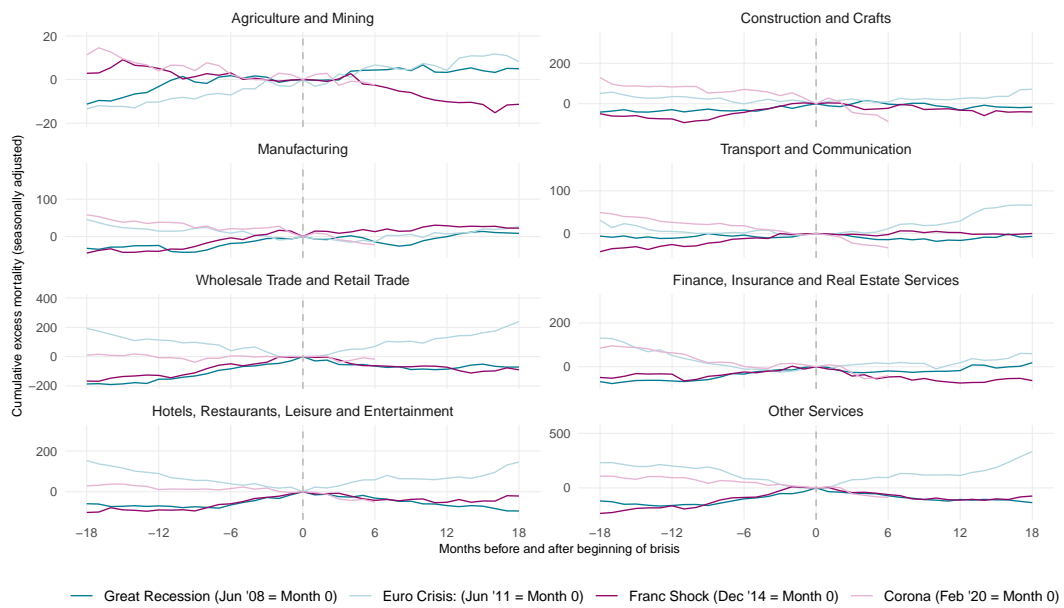 Agriculture and Mining
Construction and Crafts
20
0
−20
200
0
Manufacturing
Transport and Communication
100
0
100
0
Wholesale Trade and Retail Trade
Finance, Insurance and Real Estate Services
400
200
0
−200
200
0
Hotels, Restaurants, Leisure and Entertainment
Other Services
200
0
500
0
−18 −12 −6 0 6 12 18
−18 −12 −6 0 6 12 18
Cumulative excess mortality (seasonally adjusted)
Months before and after beginning of brisis
Great Recession (Jun '08 = Month 0) Euro Crisis: (Jun '11 = Month 0) Franc Shock (Dec '14 = Month 0) Corona (Feb '20 = Month 0)